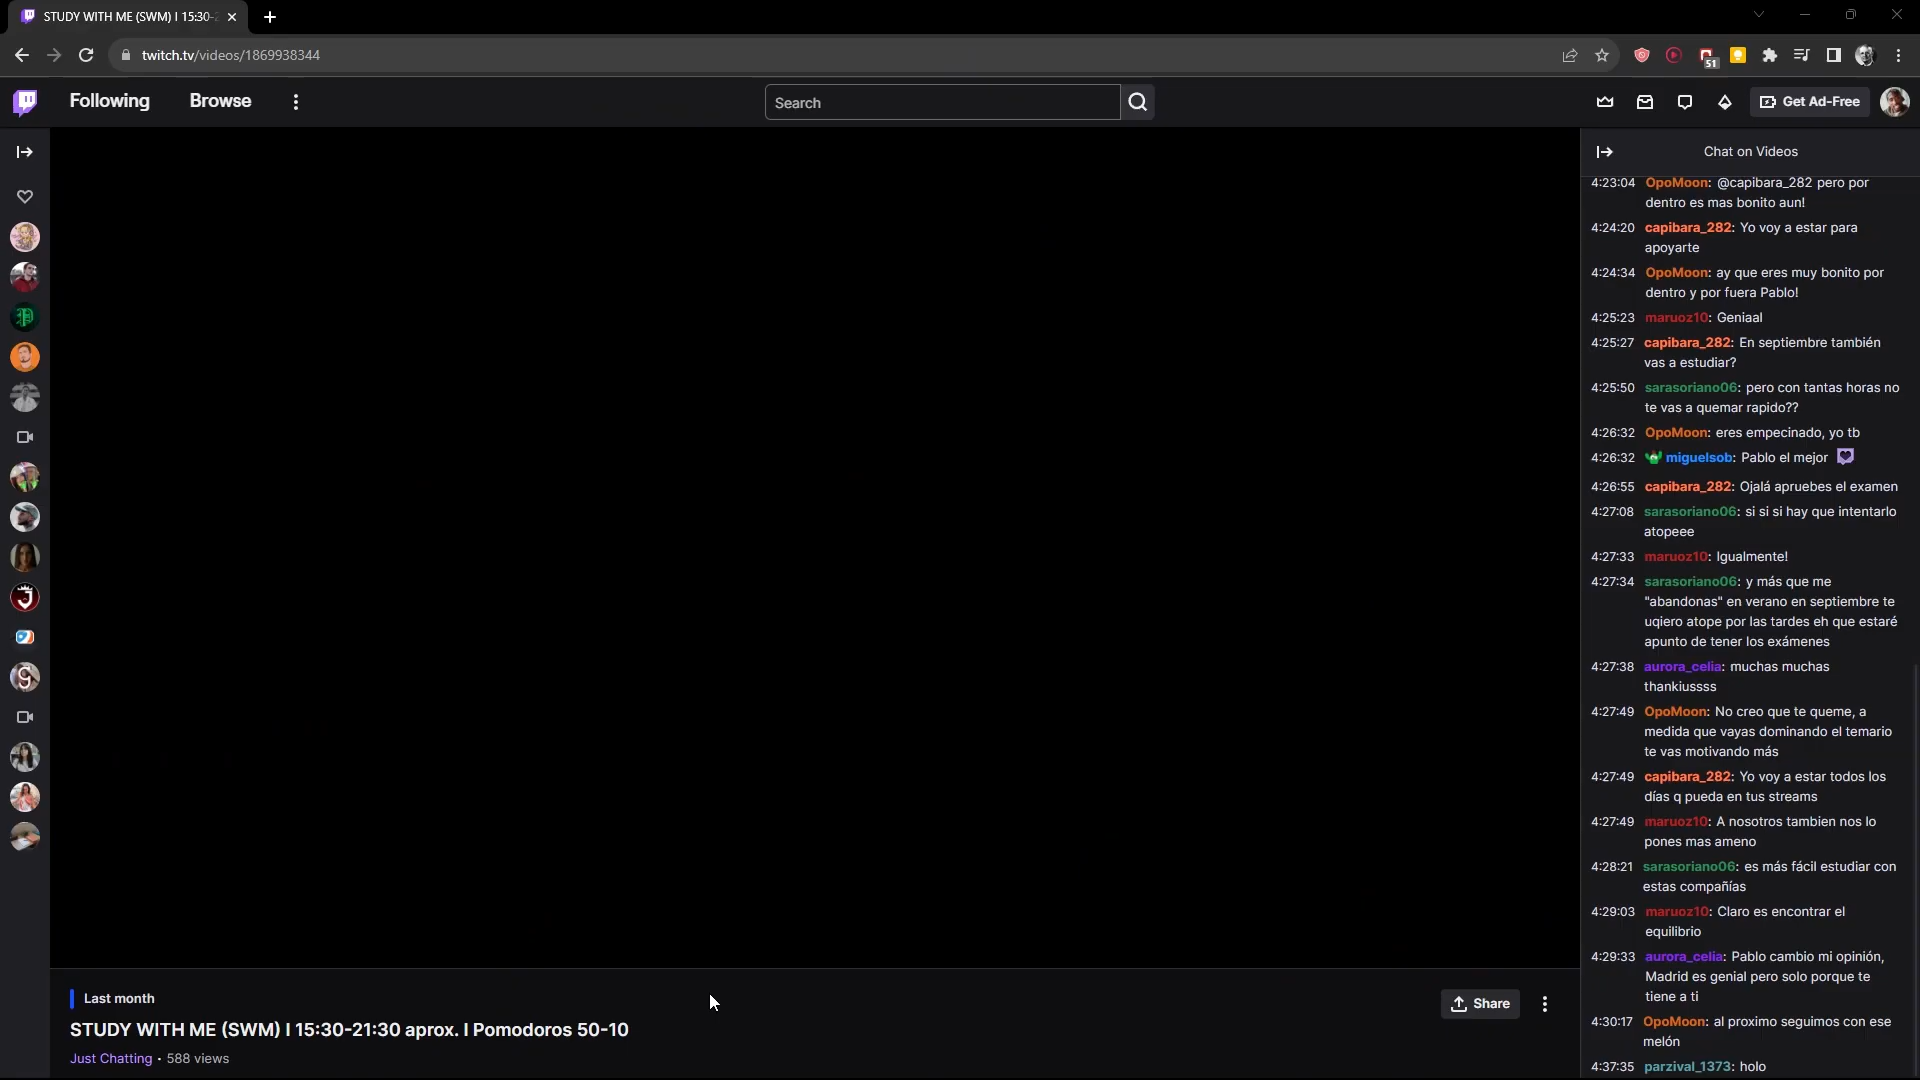 STUDY WITH ME (SWM) I 15:30-2
twitch.tv/videos/1869938344
51
Following
Browse
Search
Get Ad-Free
Chat on Videos
4:23:04 OpoMoon: @capibara_282 pero por
dentro es mas bonito aun!
4:24:20 capibara_282: Yo voy a estar para
apoyarte
4:24:34 OpoMoon: ay que eres muy bonito por
dentro y por fuera Pablo!
4:25:23 maruoz10: Geniaal
4:25:27 capibara_282: En septiembre también
vas a estudiar?
4:25:50 sarasoriano06: pero con tantas horas no
te vas a quemar rapido??
4:26:32 OpoMoon: eres empecinado, yo tb
4:26:32 miguelsob: Pablo el mejor
4:26:55 capibara_282: Ojalá apruebes el examen
4:27:08 sarasoriano06: si si si hay que intentarlo
atopeee
4:27:33 maruoz10: Igualmente!
4:27:34 sarasoriano06: y más que me
"abandonas" en verano en septiembre te
uqiero atope por las tardes eh que estaré
apunto de tener los exámenes
4:27:38 aurora_celia: muchas muchas
thankiussss
4:27:49 OpoMoon: No creo que te queme, a
medida que vayas dominando el temario
te vas motivando más
4:27:49 capibara_282: Yo voy a estar todos los
días q pueda en tus streams
4:27:49 maruoz10: A nosotros tambien nos lo
pones mas ameno
4:28:21 sarasoriano06: es más fácil estudiar con
estas compañías
4:29:03 maruoz10: Claro es encontrar el
equilibrio
4:29:33 aurora_celia: Pablo cambio mi opinión,
Madrid es genial pero solo porque te
tiene a ti
4:30:17 OpoMoon: al proximo seguimos con ese
melón
4:37:35 parzival_1373: holo
Last month
Share
STUDY WITH ME (SWM) I 15:30-21:30 aprox. I Pomodoros 50-10
Just Chatting • 588 views